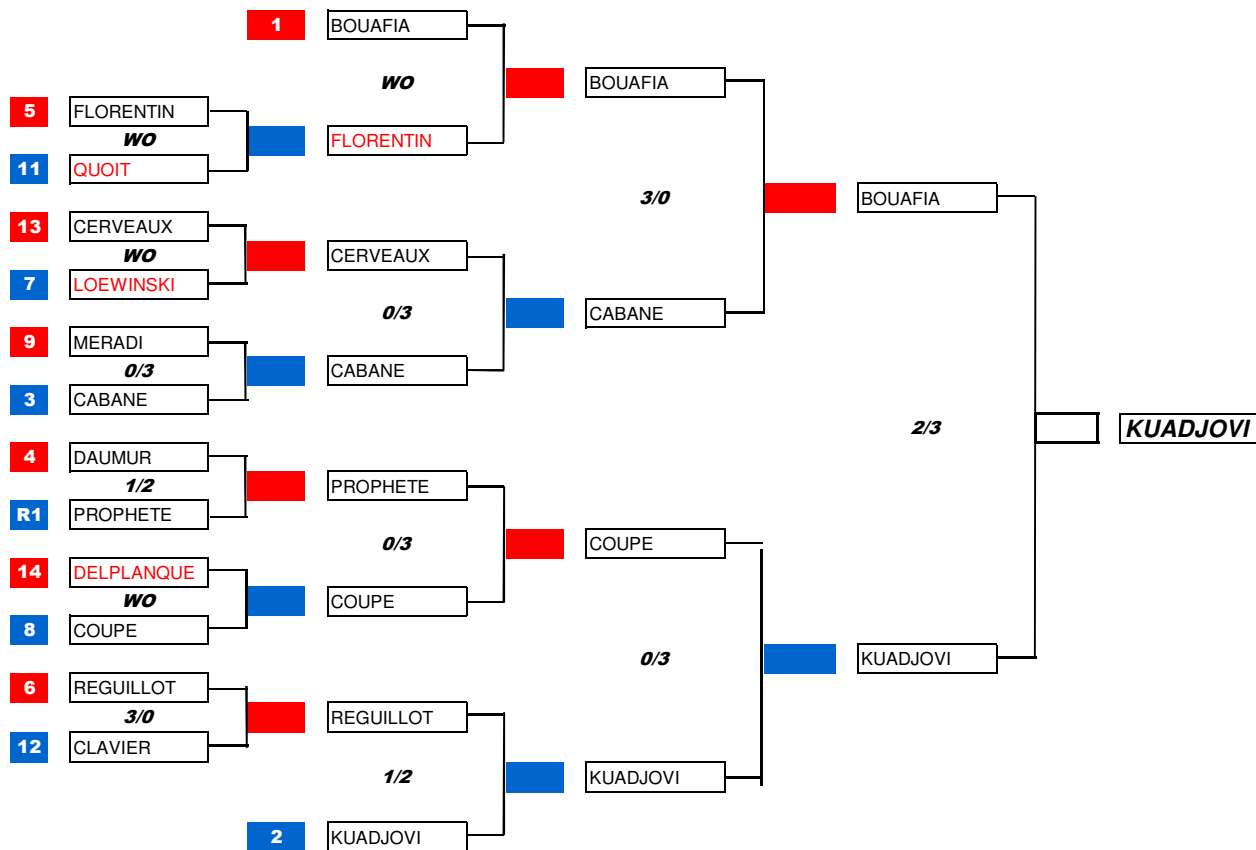 1 BOUAFIA
WO BOUAFIA
5 FLORENTIN
WO FLORENTIN
11 QUOIT
3/0 BOUAFIA
13 CERVEAUX
WO CERVEAUX
7 LOEWINSKI
0/3 CABANE
9 MERADI
0/3 CABANE
3 CABANE
2/3 KUADJOVI
4 DAUMUR
1/2 PROPHETE
R1 PROPHETE
0/3 COUPE
14 DELPLANQUE
WO COUPE
8 COUPE
0/3 KUADJOVI
6 REGUILLOT
3/0 REGUILLOT
12 CLAVIER
1/2 KUADJOVI
2 KUADJOVI